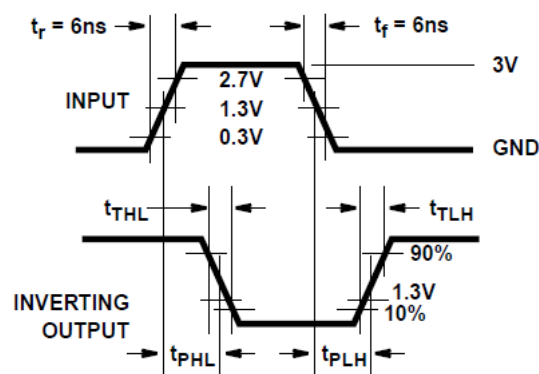 tr = 6ns
tf = 6ns
3V
INPUT
2.7V
1.3V
0.3V
GND
tTHL
tTLH
90%
INVERTING
OUTPUT
1.3V
10%
tPHL
tPLH